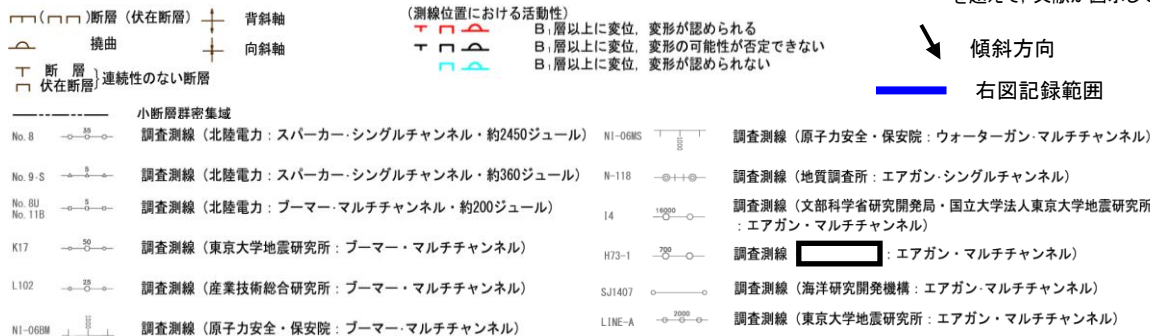 を超えて，文献が図示して
断層（伏在断層）
背斜軸
撓曲
向斜軸
断　層
伏在断層
連続性のない断層
小断層群密集域
（測線位置における活動性）
B₁層以上に変位，変形が認められる
B₁層以上に変位，変形の可能性が否定できない
B₁層以上に変位，変形が認められない
傾斜方向
右図記録範囲
No. 8 調査測線（北陸電力：スパーカー・シングルチャンネル・約2450ジュール）
No. 9-S 5 調査測線（北陸電力：スパーカー・シングルチャンネル・約360ジュール）
No. 8U
No. 11B 5 調査測線（北陸電力：ブーマー・マルチチャンネル・約200ジュール）
K17 50 調査測線（東京大学地震研究所：ブーマー・マルチチャンネル）
L102 25 調査測線（産業技術総合研究所：ブーマー・マルチチャンネル）
NI-06BM 調査測線（原子力安全・保安院：ブーマー・マルチチャンネル）
NI-06MS 調査測線（原子力安全・保安院：ウォーターガン・マルチチャンネル）
N-118 調査測線（地質調査所：エアガン・シングルチャンネル）
I4 16000 調査測線（文部科学省研究開発局・国立大学法人東京大学地震研究所
：エアガン・マルチチャンネル）
H73-1 700 調査測線 ：エアガン・マルチチャンネル）
SJ1407 調査測線（海洋研究開発機構：エアガン・マルチチャンネル）
LINE-A 2000 調査測線（東京大学地震研究所：エアガン・マルチチャンネル）